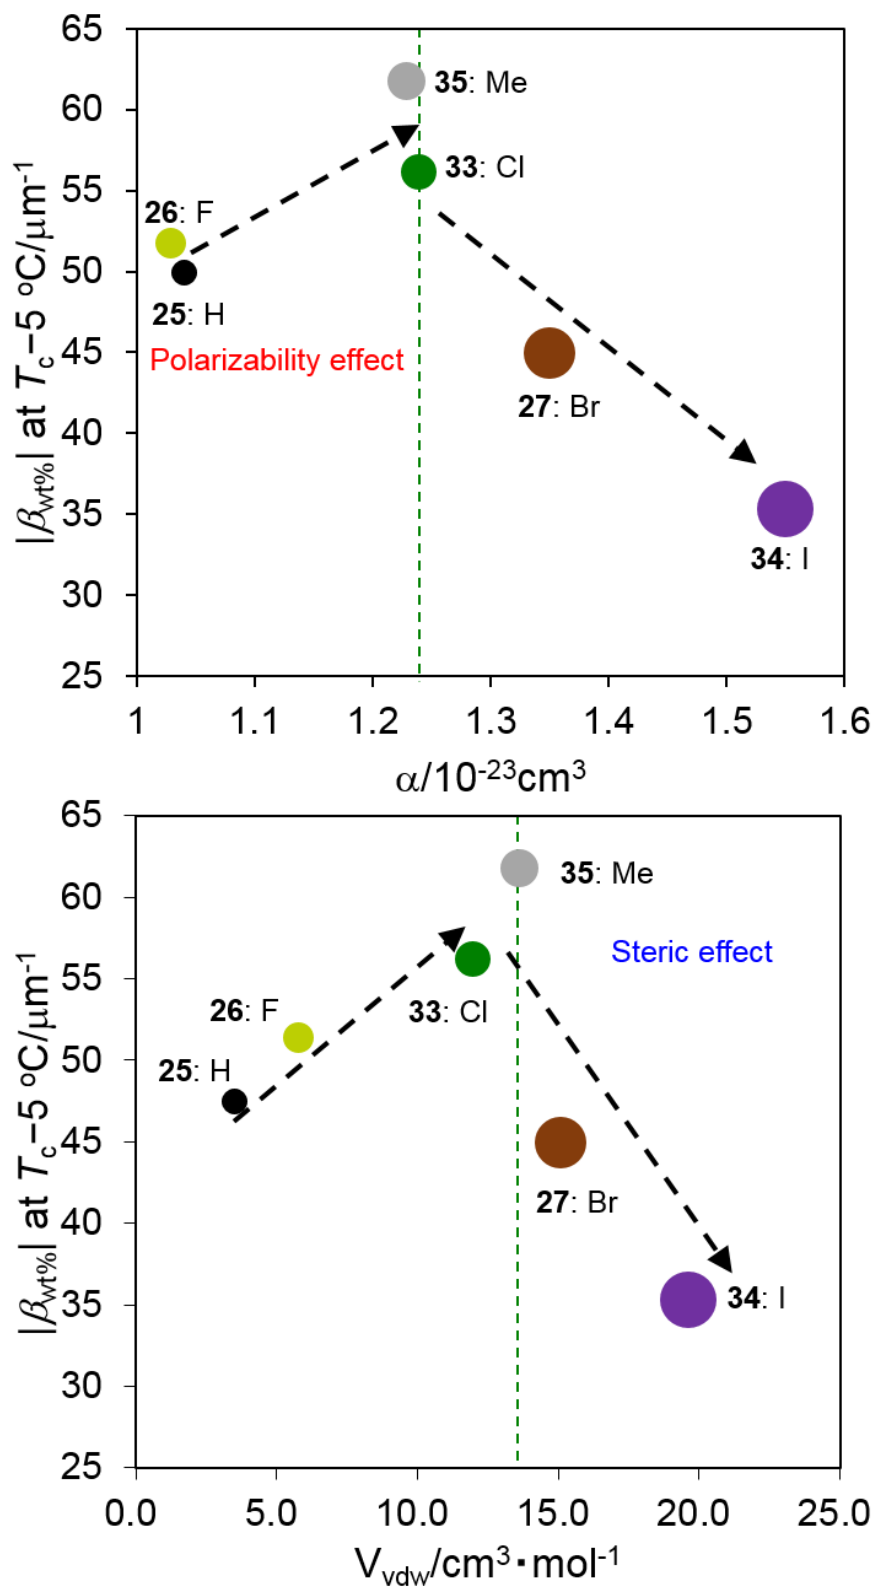 65
60
55
50
45
40
35
30
25
|βwt%| at Tc−5 ºC/μm-1
35: Me
33: Cl
26: F
25: H
Polarizability effect
27: Br
34: I
1 1.1 1.2 1.3 1.4 1.5 1.6
α/10-23cm3
65
60
55
50
45
40
35
30
25
|βwt%| at Tc−5 ºC/μm-1
35: Me
Steric effect
26: F
33: Cl
25: H
27: Br
34: I
0.0 5.0 10.0 15.0 20.0 25.0
Vvdw/cm3・mol-1